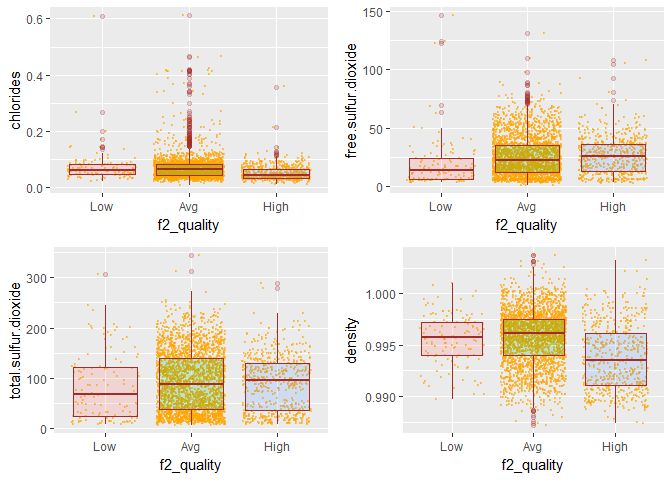 chlorides
0.6
0.4
0.2
0.0
Low Avg High
f2_quality
free.sulfur.dioxide
150
100
50
0
Low Avg High
f2_quality
total.sulfur.dioxide
300
200
100
0
Low Avg High
f2_quality
density
1.000
0.995
0.990
Low Avg High
f2_quality